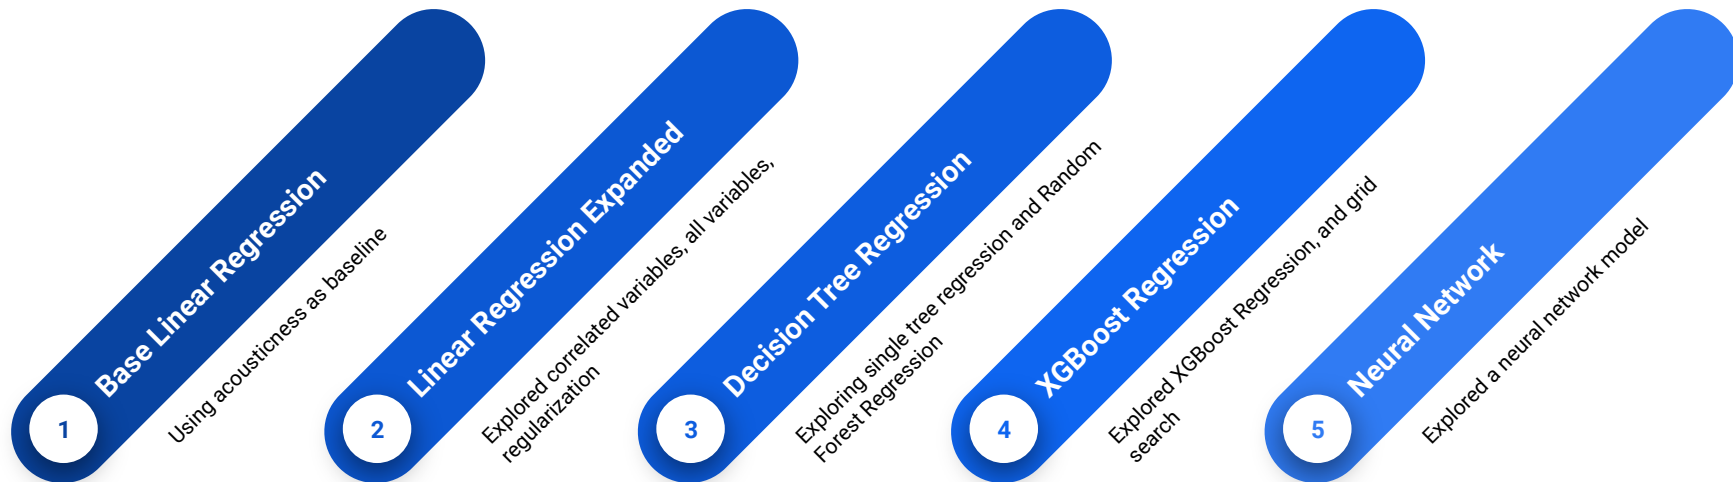 1
Base Linear Regression
Using acousticness as baseline
2
Linear Regression Expanded
Explored correlated variables, all variables,
regularization
3
Decision Tree Regression
Exploring single tree regression and Random
Forest Regression
4
XGBoost Regression
Explored XGBoost Regression, and grid
search
5
Neural Network
Explored a neural network model